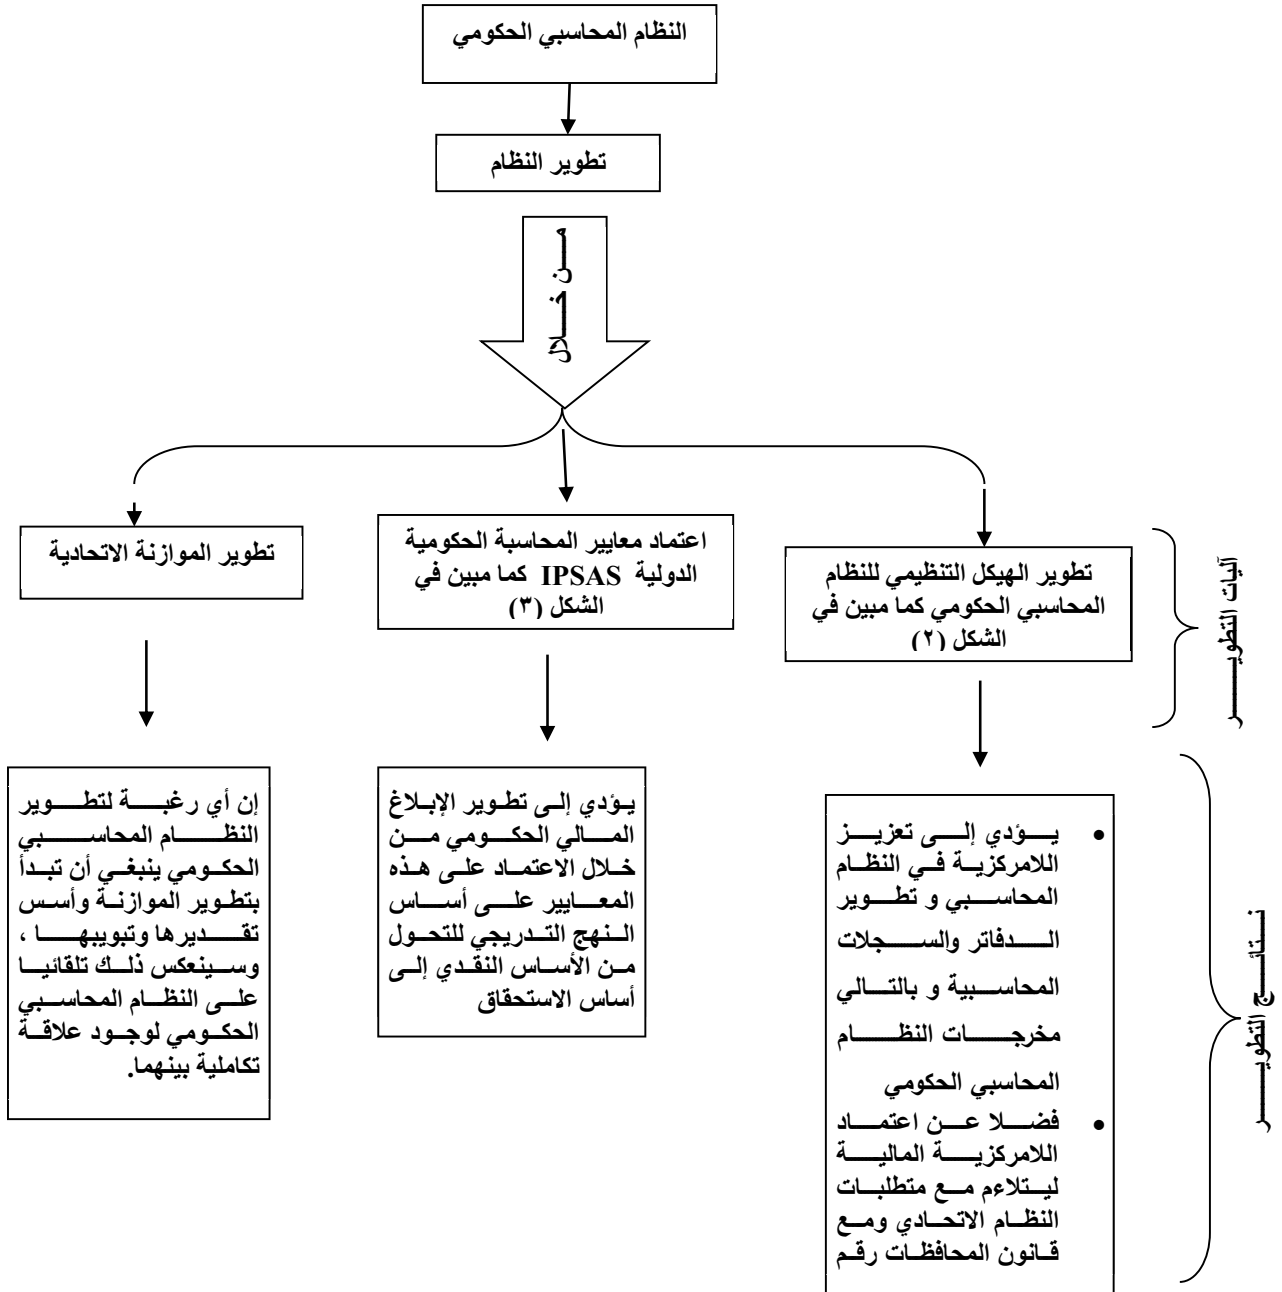 النظام المحاسبي الحكومي
تطوير النظام
من خلال
تطوير الهيكل التنظيمي للنظام
المحاسبي الحكومي كما مبين في
الشكل (٢)
اعتماد معايير المحاسبة الحكومية
الدولية IPSAS كما مبين في
الشكل (٣)
تطوير الموازنة الاتحادية
آليات التطوير
• يؤدي إلى تعزيز
اللامركزية في النظام
المحاسبي و تطوير
الدفاتر والسجلات
المحاسبية و بالتالي
مخرجات النظام
المحاسبي الحكومي
• فضلا عن اعتماد
اللامركزية المالية
ليتلاءم مع متطلبات
النظام الاتحادي ومع
قانون المحافظات رقم
يؤدي إلى تطوير الإبلاغ
المالي الحكومي من
خلال الاعتماد على هذه
المعايير على أساس
النهج التدريجي للتحول
من الأساس النقدي إلى
أساس الاستحقاق
إن أي رغبة لتطوير
النظام المحاسبي
الحكومي ينبغي أن تبدأ
بتطوير الموازنة وأسس
تقديرها وتبويبها ،
وسينعكس ذلك تلقائيا
على النظام المحاسبي
الحكومي لوجود علاقة
تكاملية بينهما.
نتائج التطوير